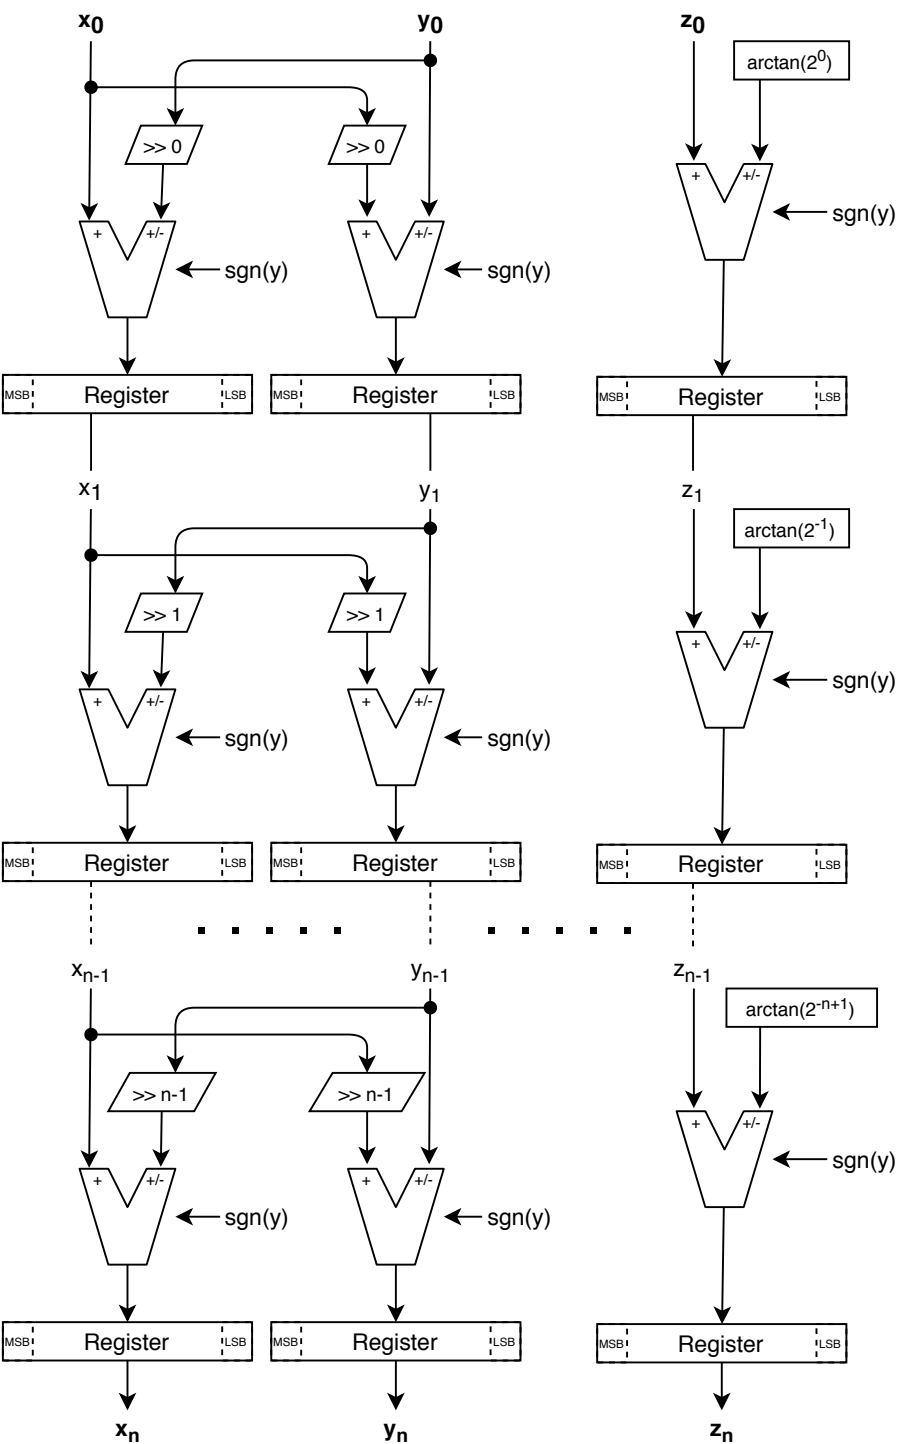 x0 y0 z0
arctan(2^0)
>> 0 >> 0
+ +/-
sgn(y)
+ +/- + +/-
sgn(y) sgn(y)
MSB Register LSB MSB Register LSB MSB Register LSB
x1 y1 z1
arctan(2^-1)
>> 1 >> 1
+ +/-
sgn(y)
+ +/- + +/-
sgn(y) sgn(y)
MSB Register LSB MSB Register LSB MSB Register LSB
xn-1 yn-1 zn-1
arctan(2^-n+1)
>> n-1 >> n-1
+ +/-
sgn(y)
+ +/- + +/-
sgn(y) sgn(y)
MSB Register LSB MSB Register LSB MSB Register LSB
xn yn zn